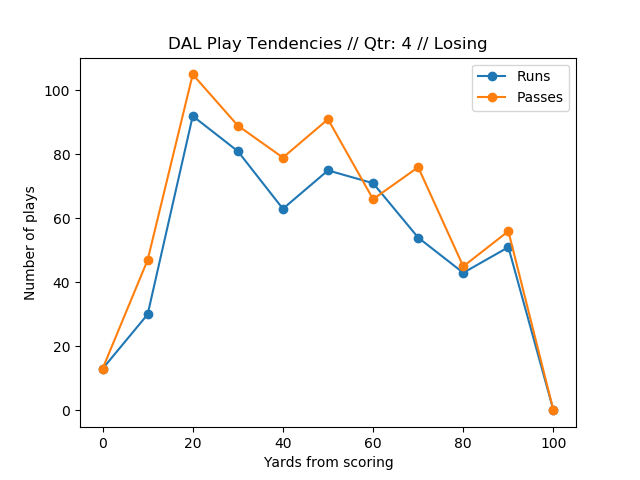 DAL Play Tendencies // Qtr: 4 // Losing
Runs
Passes
Number of plays
100
80
60
40
20
0
0 20 40 60 80 100
Yards from scoring